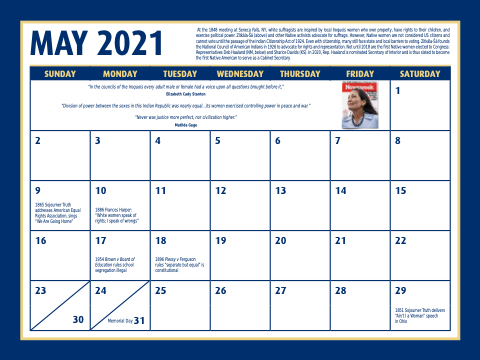 MAY 2021
At the 1848 meeting at Seneca Falls, NY, white suffragists are inspired by local Iroquois women who own property, have rights to their children, and
exercise political power. Zitkála-Šá (above) and other Native activists advocate for suffrage. However, Native women are not considered US citizens and
cannot vote until the passage of the Indian Citizenship Act of 1924. Even with citizenship, many still face state and local barriers to voting. Zitkála-Šá founds
the National Council of American Indians in 1926 to advocate for rights and representation. Not until 2018 are the first Native women elected to Congress:
Representatives Deb Haaland (NM, below) and Sharice Davids (KS). In 2020, Rep. Haaland is nominated Secretary of Interior and is thus slated to become
the first Native American to serve as a Cabinet Secretary.
SUNDAY MONDAY TUESDAY WEDNESDAY THURSDAY FRIDAY SATURDAY
"In the councils of the Iroquois every adult male or female had a voice upon all questions brought before it."
Elizabeth Cady Stanton
"Division of power between the sexes in this Indian Republic was nearly equal...its women exercised controlling power in peace and war."
"Never was justice more perfect, nor civilization higher."
Matilda Gage
Newsweek
1
2 3 4 5 6 7 8
9 10 11 12 13 14 15
1865 Sojourner Truth
addresses American Equal
Rights Association, sings
"We Are Going Home"
1886 Frances Harper:
"White women speak of
rights; I speak of wrongs"
16 17 18 19 20 21 22
1954 Brown v Board of
Education rules school
segregation illegal
1896 Plessy v Ferguson
rules "separate but equal" is
constitutional
23 24 25 26 27 28 29
30
Memorial Day 31
1851 Sojourner Truth delivers
"Ain't I a Woman" speech
in Ohio